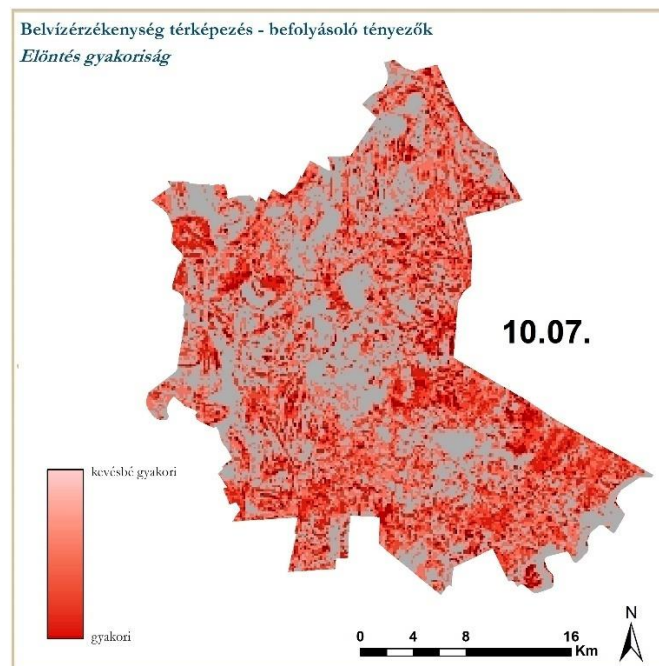 Belvízérzékenység térképezés - befolyásoló tényezők
Elöntés gyakoriság
10.07.
kevésbé gyakori
gyakori
N
0 4 8 16
Km